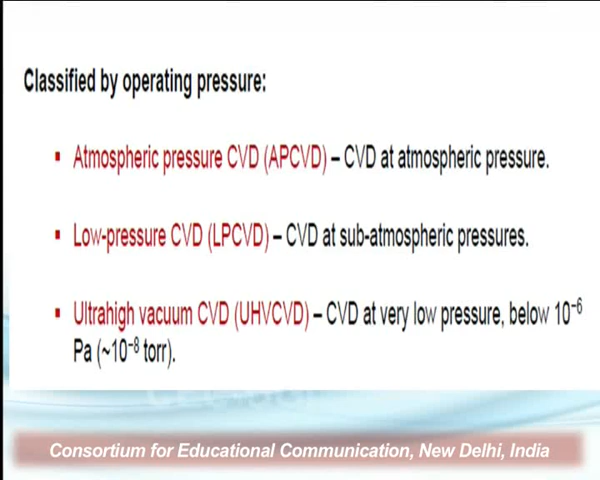 Classified by operating pressure:
▪ Atmospheric pressure CVD (APCVD) – CVD at atmospheric pressure.
▪ Low-pressure CVD (LPCVD) – CVD at sub-atmospheric pressures.
▪ Ultrahigh vacuum CVD (UHVCVD) – CVD at very low pressure, below 10⁻⁶
Pa (~10⁻⁸ torr).
Consortium for Educational Communication, New Delhi, India